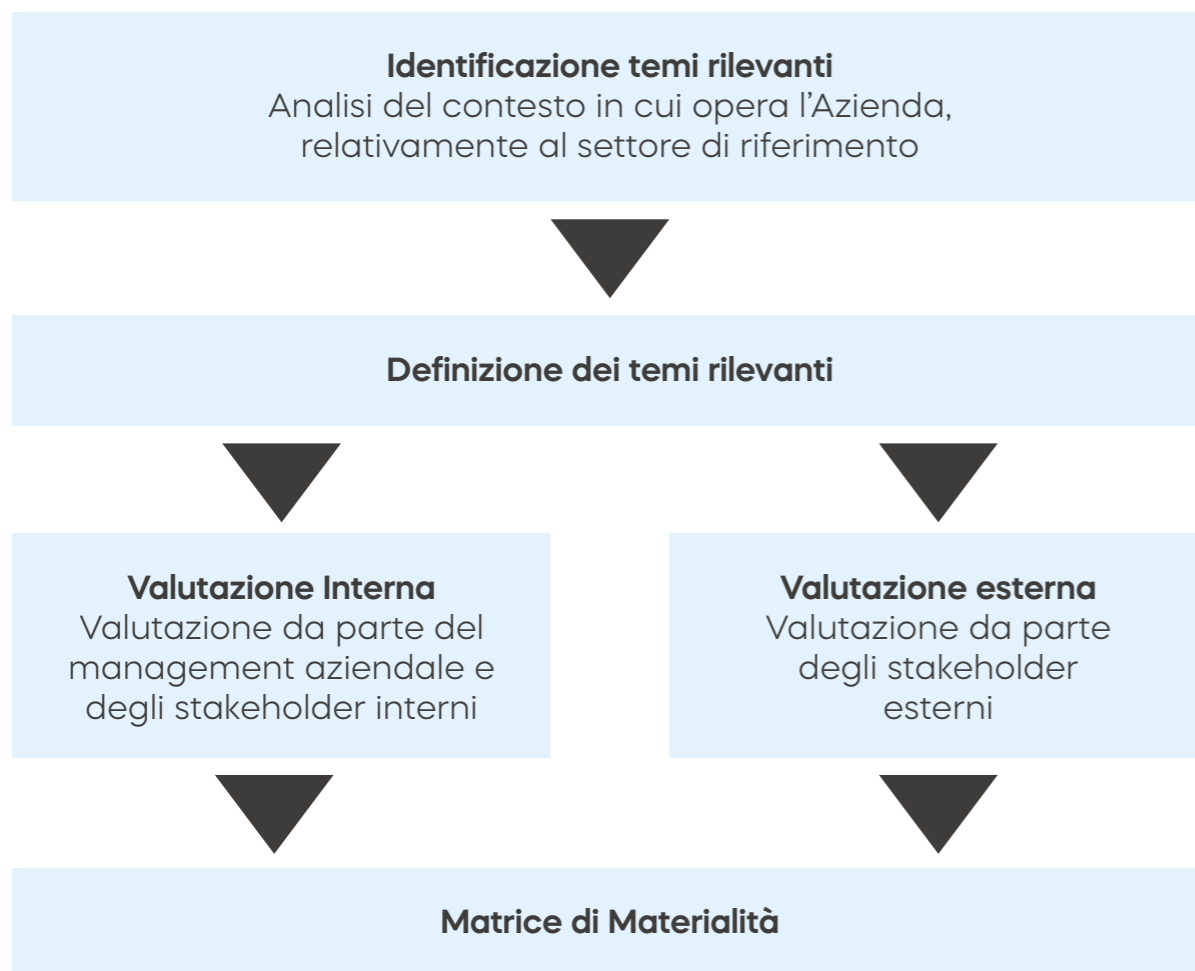 Identificazione temi rilevanti
Analisi del contesto in cui opera l'Azienda,
relativamente al settore di riferimento
Definizione dei temi rilevanti
Valutazione Interna
Valutazione da parte del
management aziendale e
degli stakeholder interni
Valutazione esterna
Valutazione da parte
degli stakeholder
esterni
Matrice di Materialità